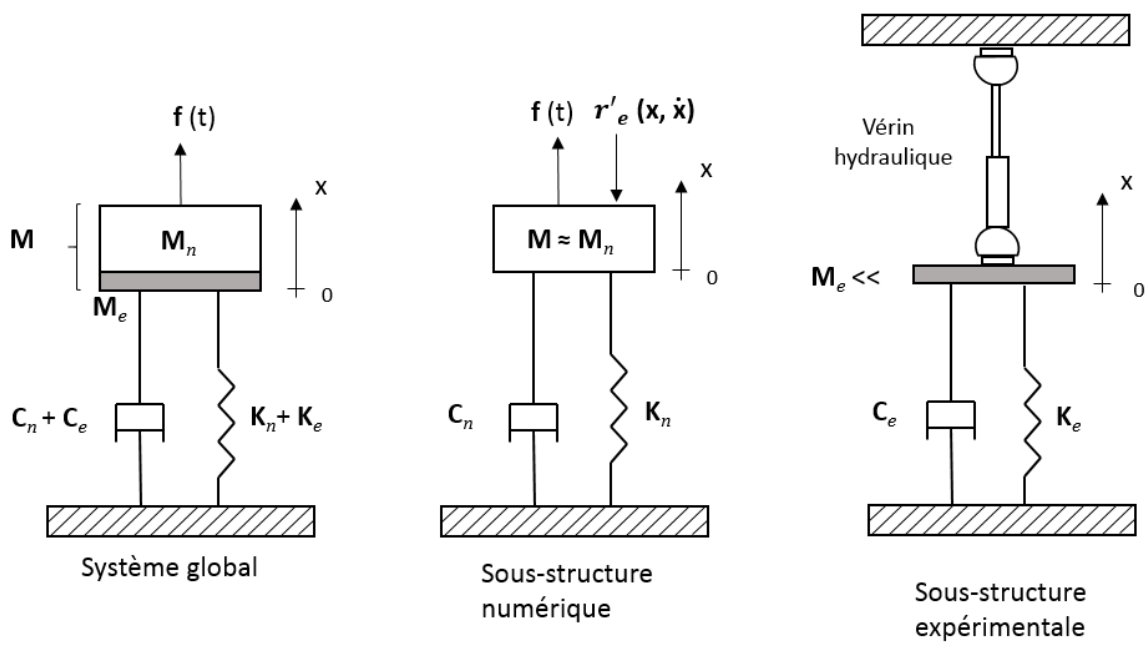 f (t)
x
M
Mₙ
Mₑ
0
Cₙ + Cₑ
Kₙ+ Kₑ
Système global
f (t) r'ₑ (x, ẋ)
x
M ≈ Mₙ
0
Cₙ
Kₙ
Sous-structure
numérique
Vérin
hydraulique
x
Mₑ <<
0
Cₑ
Kₑ
Sous-structure
expérimentale